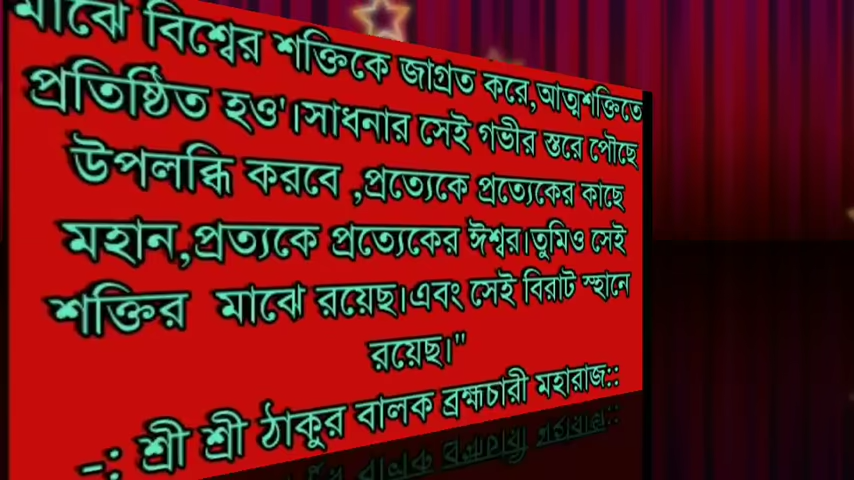 মাঝে বিশ্বের শক্তিকে জাগ্রত করে,আত্মশক্তিতে
প্রতিষ্ঠিত হও'।সাধনার সেই গভীর স্তরে পৌছে
উপলব্ধি করবে ,প্রত্যেকে প্রত্যেকের কাছে
মহান,প্রত্যকে প্রত্যেকের ঈশ্বর।তুমিও সেই
শক্তির মাঝে রয়েছ।এবং সেই বিরাট স্হানে
রয়েছ।"
-: শ্রী শ্রী ঠাকুর বালক ব্রহ্মচারী মহারাজ::